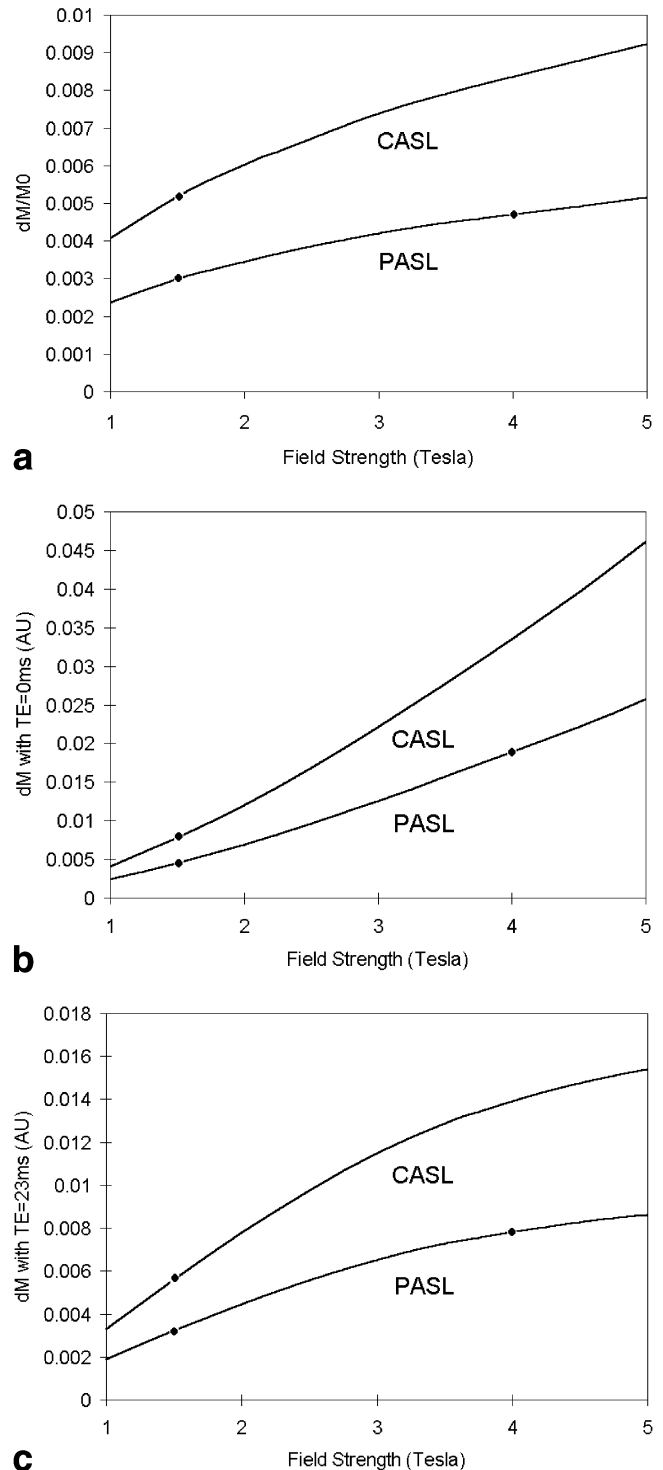 0.01
0.009
0.008
0.007
0.006
0.005
0.004
0.003
0.002
0.001
0
dM/M0
CASL
PASL
1 2 3 4 5
Field Strength (Tesla)
a
0.05
0.045
0.04
0.035
0.03
0.025
0.02
0.015
0.01
0.005
0
dM with TE=0ms (AU)
CASL
PASL
1 2 3 4 5
Field Strength (Tesla)
b
0.018
0.016
0.014
0.012
0.01
0.008
0.006
0.004
0.002
0
dM with TE=23ms (AU)
CASL
PASL
1 2 3 4 5
Field Strength (Tesla)
c